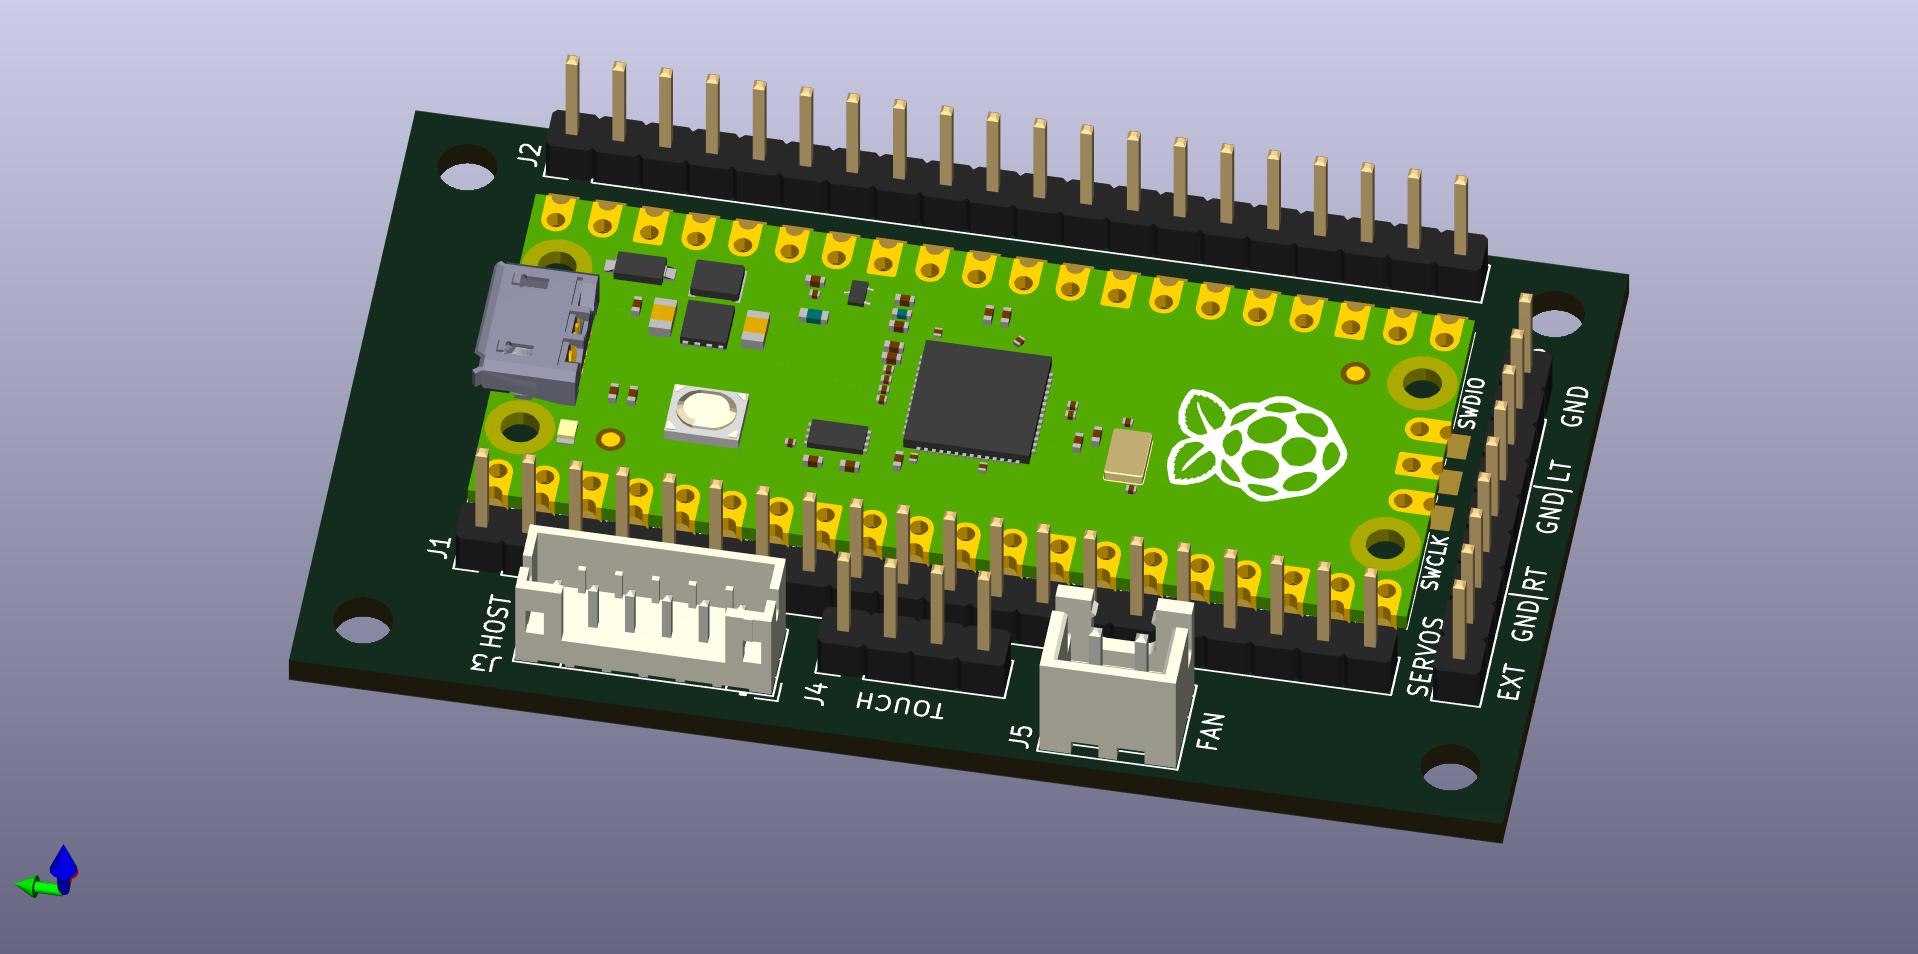 J2
SWDIO
GND
GND|LT
J1
SWCLK
GND|RT
HOST
J3
SERVOS
EXT
J4
TOUCH
J5
FAN